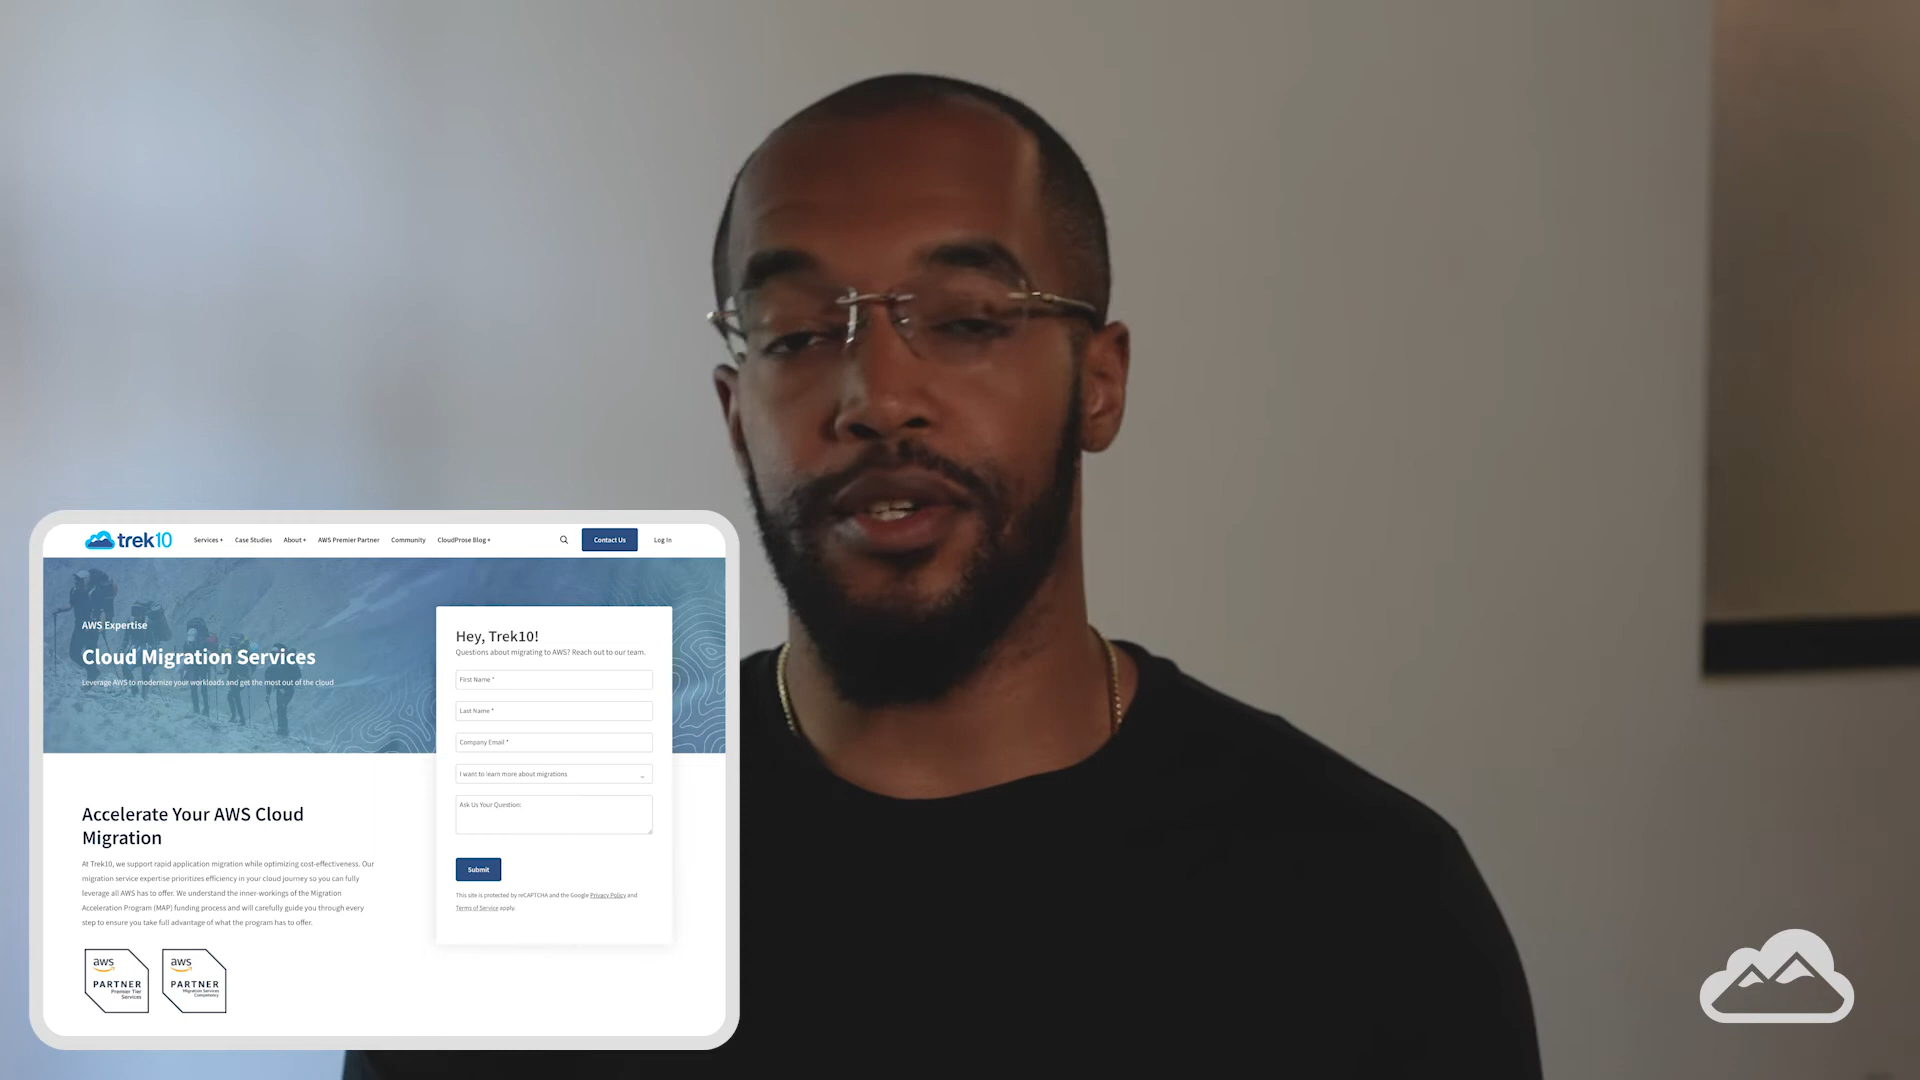 trek10
Services + Case Studies About + AWS Premier Partner Community CloudProse Blog + Contact Us Log In
AWS Expertise
Cloud Migration Services
Leverage AWS to modernize your workloads and get the most out of the cloud
Hey, Trek10!
Questions about migrating to AWS? Reach out to our team.
First Name *
Last Name *
Company Email *
I want to learn more about migrations
Ask Us Your Question:
Submit
This site is protected by reCAPTCHA and the Google Privacy Policy and
Terms of Service apply.
Accelerate Your AWS Cloud
Migration
At Trek10, we support rapid application migration while optimizing cost-effectiveness. Our
migration service expertise prioritizes efficiency in your cloud journey so you can fully
leverage all AWS has to offer. We understand the inner-workings of the Migration
Acceleration Program (MAP) funding process and will carefully guide you through every
step to ensure you take full advantage of what the program has to offer.
aws
PARTNER
Premier Tier
Services
aws
PARTNER
Migration Services
Competency